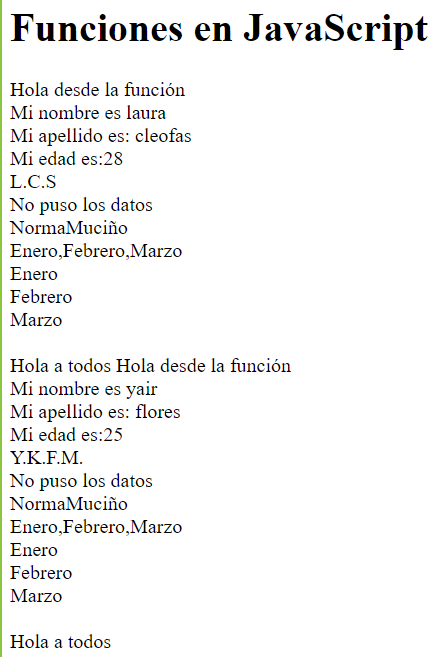 Funciones en JavaScript
Hola desde la función
Mi nombre es laura
Mi apellido es: cleofas
Mi edad es:28
L.C.S
No puso los datos
NormaMuciño
Enero,Febrero,Marzo
Enero
Febrero
Marzo
Hola a todos Hola desde la función
Mi nombre es yair
Mi apellido es: flores
Mi edad es:25
Y.K.F.M.
No puso los datos
NormaMuciño
Enero,Febrero,Marzo
Enero
Febrero
Marzo
Hola a todos